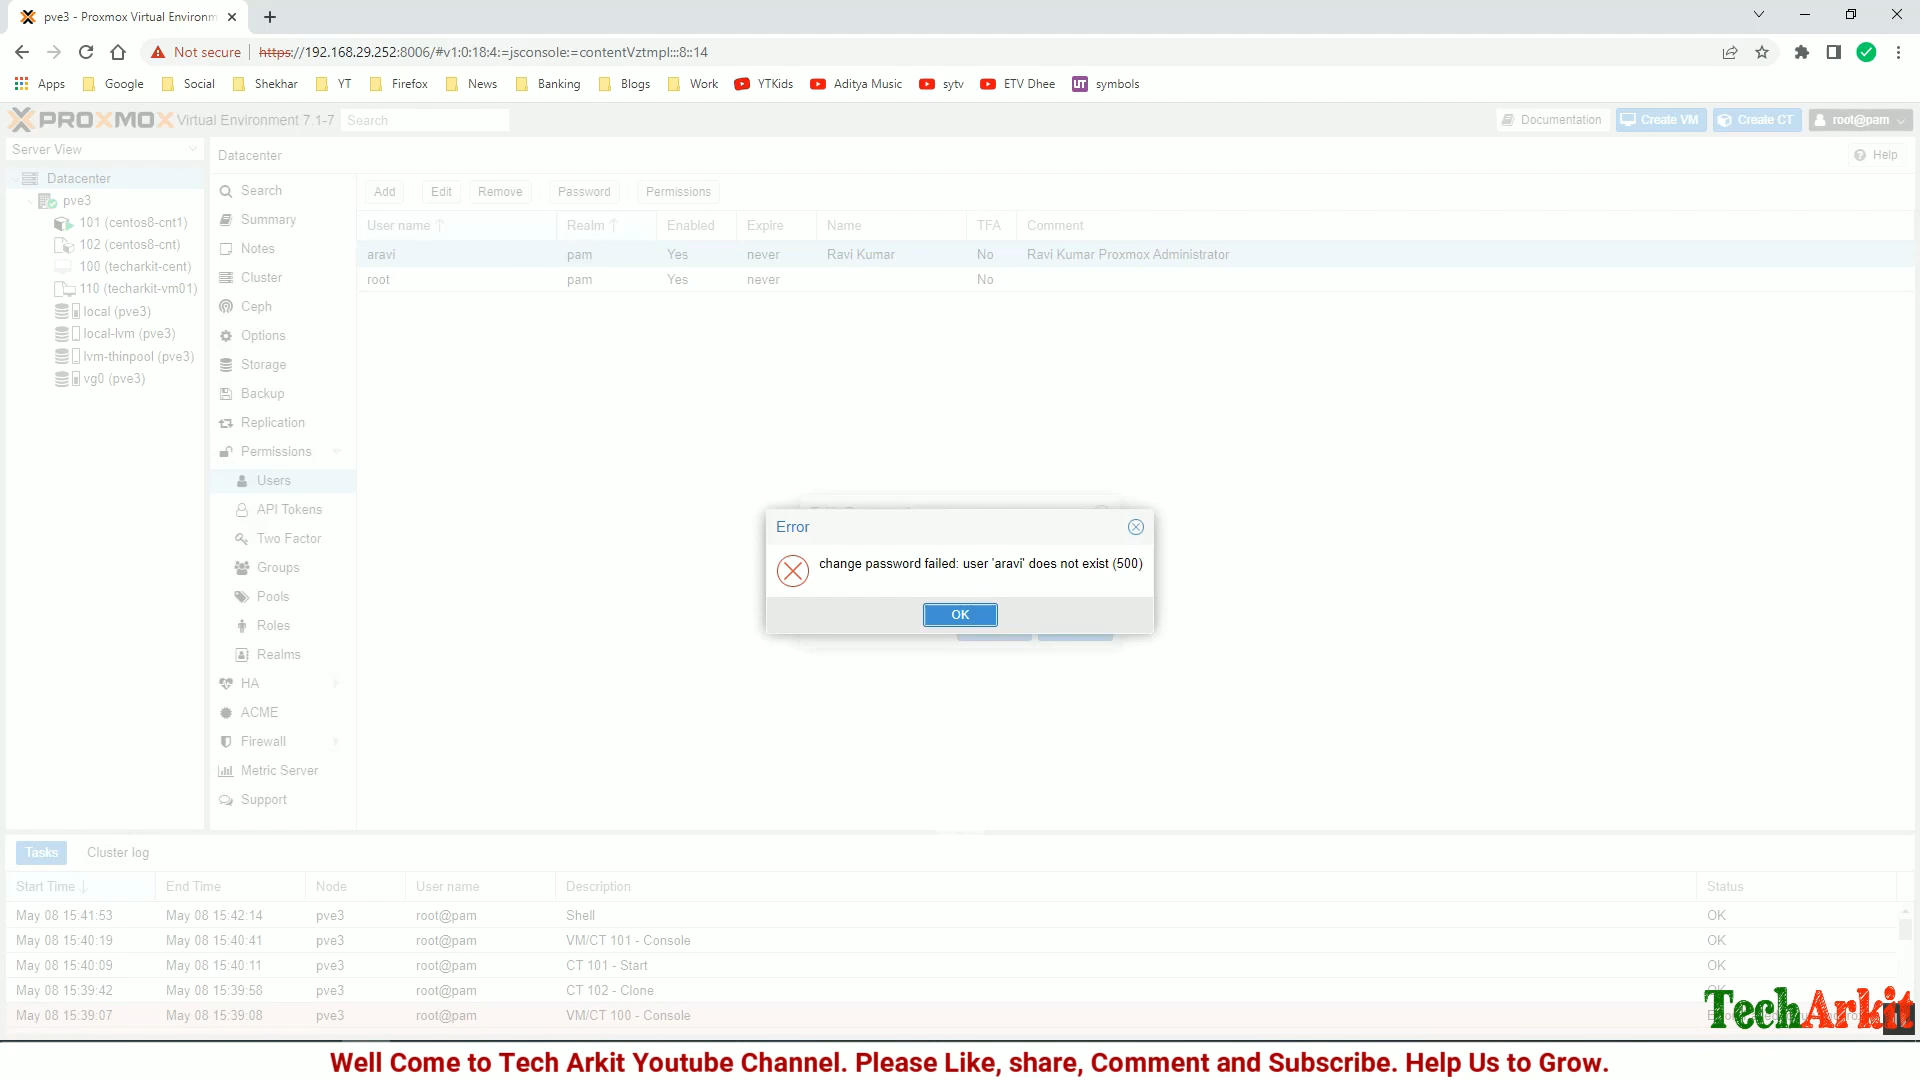 pve3 - Proxmox Virtual Environm
Not secure https://192.168.29.252:8006/#v1:0:18:4:=jsconsole:=contentVztmpl:::8::14
Apps Google Social Shekhar YT Firefox News Banking Blogs Work YTKids Aditya Music sytv ETV Dhee UT symbols
PROXMOX Virtual Environment 7.1-7 Search Documentation Create VM Create CT root@pam
Server View
Datacenter
pve3
101 (centos8-cnt1)
102 (centos8-cnt)
100 (techarkit-cent)
110 (techarkit-vm01)
local (pve3)
local-lvm (pve3)
lvm-thinpool (pve3)
vg0 (pve3)
Datacenter Help
Search
Summary
Notes
Cluster
Ceph
Options
Storage
Backup
Replication
Permissions
Users
API Tokens
Two Factor
Groups
Pools
Roles
Realms
HA
ACME
Firewall
Metric Server
Support
Add Edit Remove Password Permissions
User name Realm Enabled Expire Name TFA Comment
aravi pam Yes never Ravi Kumar No Ravi Kumar Proxmox Administrator
root pam Yes never No
Error
change password failed: user 'aravi' does not exist (500)
OK
Tasks Cluster log
Start Time End Time Node User name Description Status
May 08 15:41:53 May 08 15:42:14 pve3 root@pam Shell OK
May 08 15:40:19 May 08 15:40:41 pve3 root@pam VM/CT 101 - Console OK
May 08 15:40:09 May 08 15:40:11 pve3 root@pam CT 101 - Start OK
May 08 15:39:42 May 08 15:39:58 pve3 root@pam CT 102 - Clone OK
May 08 15:39:07 May 08 15:39:08 pve3 root@pam VM/CT 100 - Console
TechArkit
Well Come to Tech Arkit Youtube Channel. Please Like, share, Comment and Subscribe. Help Us to Grow.